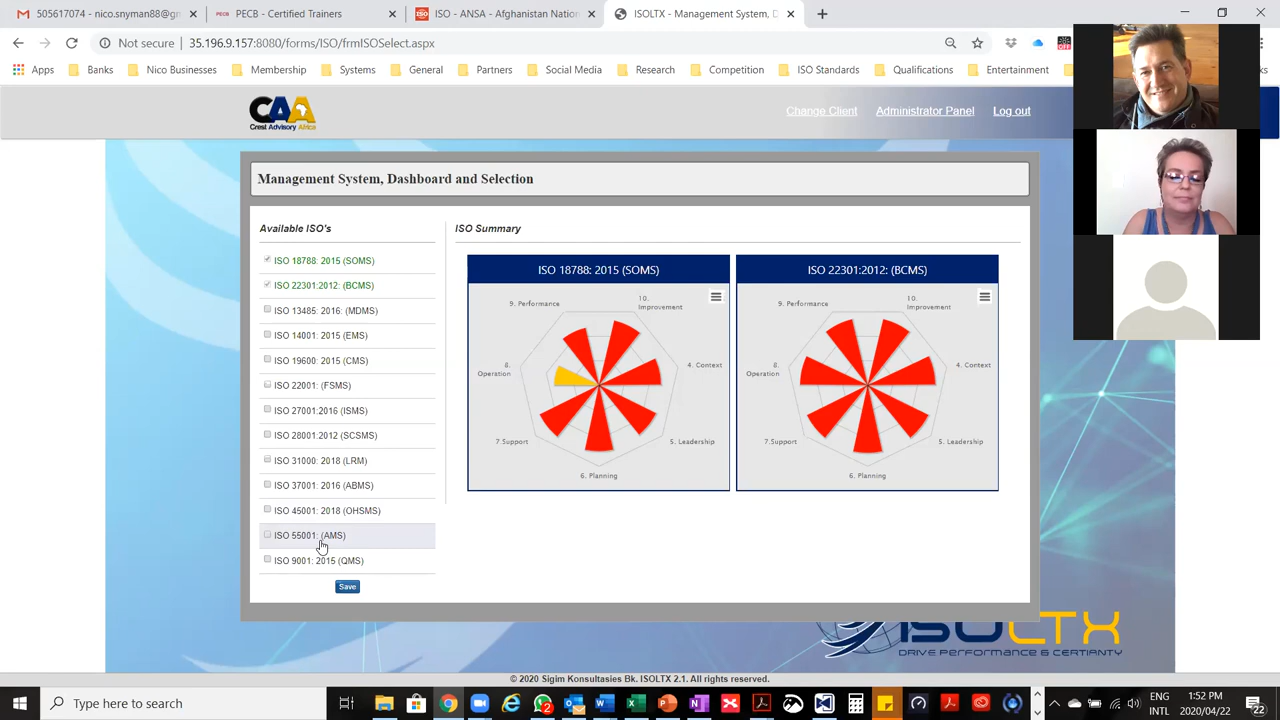 505617074 - nico.snyman88@gm
PECB Certified Trainers
ISO - ANSA - Afghistan Nation
ISOLTX - Management System, D
Not secure
35.196.9.157:8080/forms/ISO/frmIsoSelection.aspx
Apps
Banks
Nico Businesses
Membership
Systems
General
Partners
Social Media
Research
Competition
ISO Standards
Qualifications
Entertainment
CAA
Crest Advisory Africa
Change Client
Administrator Panel
Log out
Management System, Dashboard and Selection
Available ISO's
ISO 18788: 2015 (SOMS)
ISO 22301:2012: (BCMS)
ISO 13485: 2016: (MDMS)
ISO 14001: 2015 (EMS)
ISO 19600: 2015 (CMS)
ISO 22001: (FSMS)
ISO 27001:2016 (ISMS)
ISO 28001:2012 (SCSMS)
ISO 31000: 2018 (LRM)
ISO 37001: 2016 (ABMS)
ISO 45001: 2018 (OHSMS)
ISO 55001: (AMS)
ISO 9001: 2015 (QMS)
Save
ISO Summary
ISO 18788: 2015 (SOMS)
9. Performance
10.
Improvement
8.
Operation
4. Context
7.Support
5. Leadership
6. Planning
ISO 22301:2012: (BCMS)
9. Performance
10.
Improvement
8.
Operation
4. Context
7.Support
5. Leadership
6. Planning
ISOLTX
DRIVE PERFORMANCE & CERTIANTY
© 2020 Sigim Konsultasies Bk. ISOLTX 2.1. All rights reserved.
Type here to search
ENG
INTL
1:52 PM
2020/04/22
22